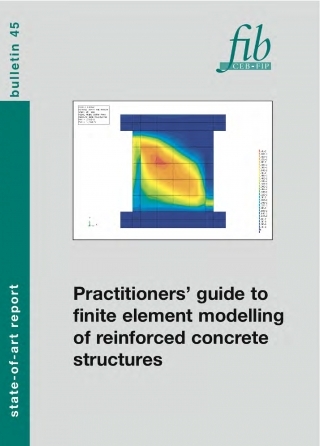 bulletin 45
fib
CEB-FIP
Practitioners' guide to
finite element modelling
of reinforced concrete
structures
state-of-art report